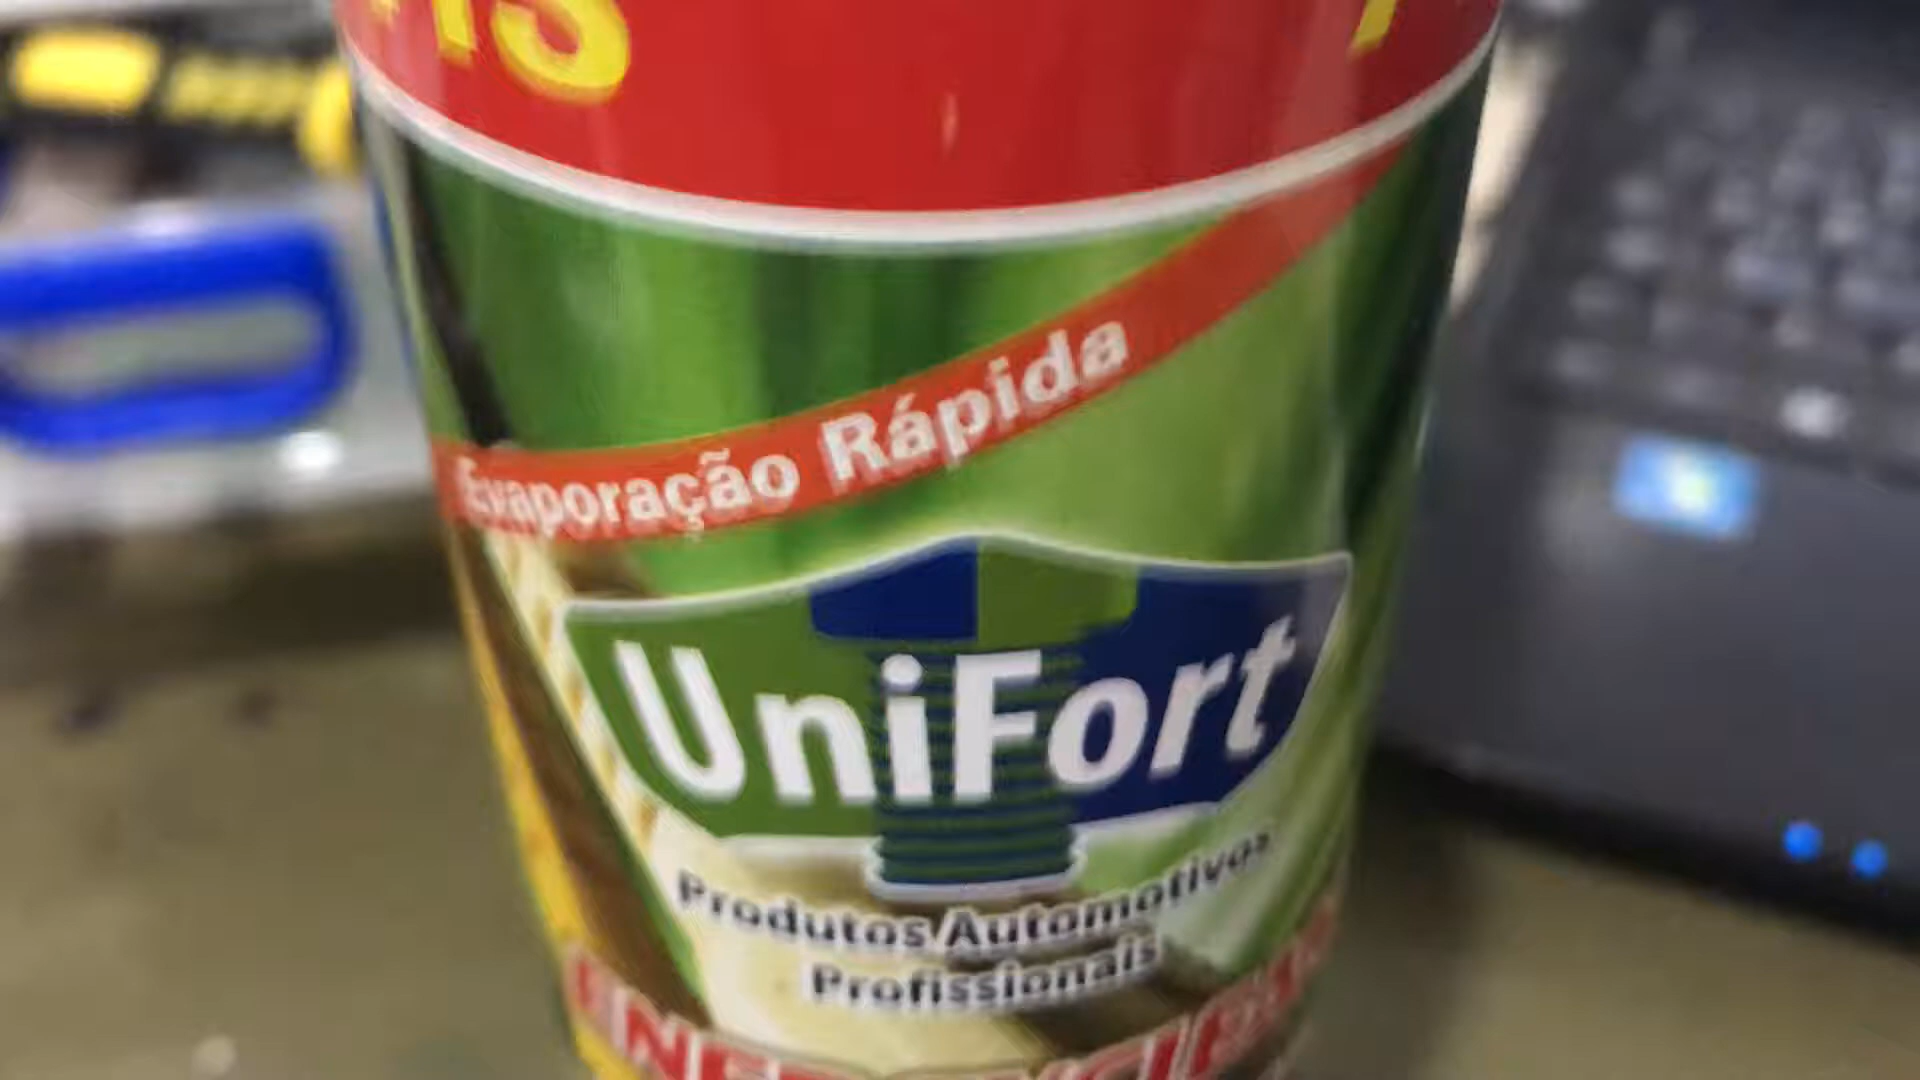 Evaporação Rápida
UniFort
Produtos Automotivos
Profissionais